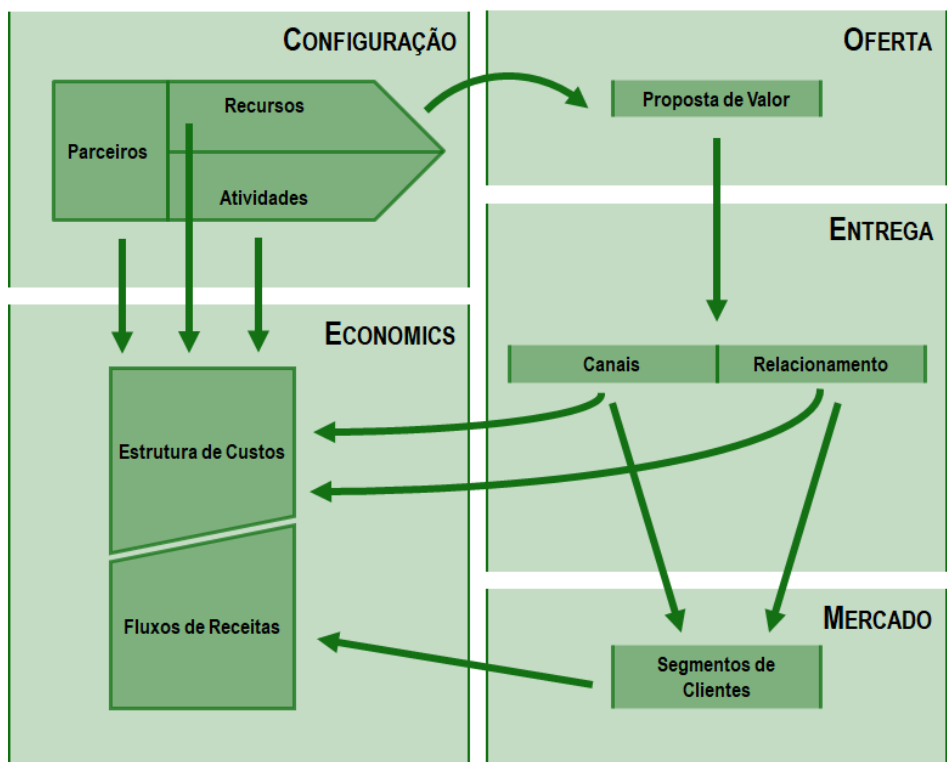 CONFIGURAÇÃO
Recursos
Parceiros
Atividades
OFERTA
Proposta de Valor
ENTREGA
Canais
Relacionamento
ECONOMICS
Estrutura de Custos
Fluxos de Receitas
MERCADO
Segmentos de
Clientes